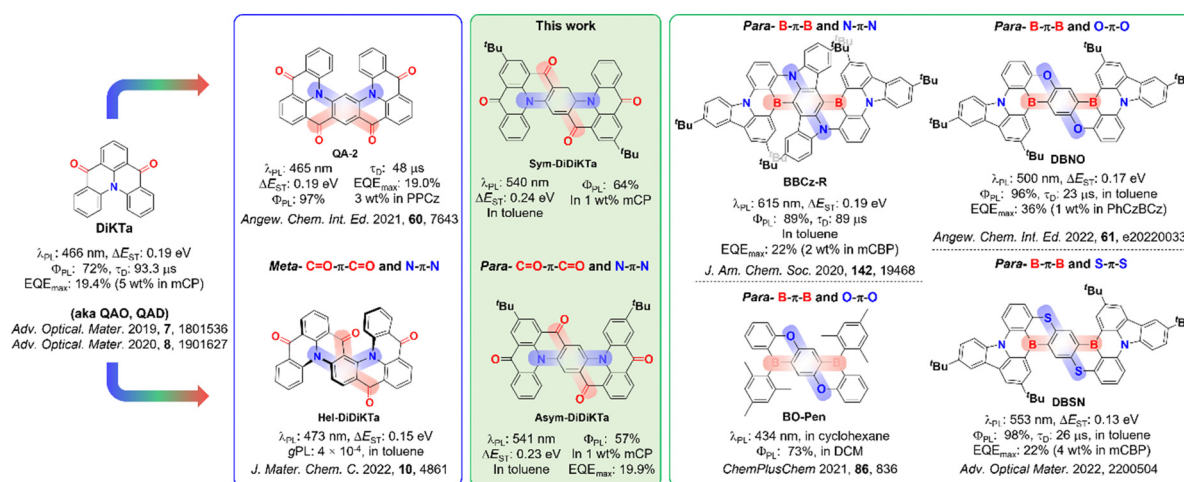 DiKTa
λPL: 466 nm, ΔEST: 0.19 eV
ΦPL: 72%, τD: 93.3 μs
EQEmax: 19.4% (5 wt% in mCP)
(aka QAO, QAD)
Adv. Optical. Mater. 2019, 7, 1801536
Adv. Optical. Mater. 2020, 8, 1901627
QA-2
λPL: 465 nm
ΔEST: 0.19 eV
ΦPL: 97%
τD: 48 μs
EQEmax: 19.0%
3 wt% in PPCz
Angew. Chem. Int. Ed. 2021, 60, 7643
Meta- C=O-π-C=O and N-π-N
Hel-DiDiKTa
λPL: 473 nm, ΔEST: 0.15 eV
gPL: 4 × 10-4, in toluene
J. Mater. Chem. C. 2022, 10, 4861
This work
tBu
O
O
N
N
O
O
tBu
Sym-DiDiKTa
λPL: 540 nm
ΔEST: 0.24 eV
In toluene
ΦPL: 64%
In 1 wt% mCP
Para- C=O-π-C=O and N-π-N
tBu
tBu
O
O
N
N
O
O
Asym-DiDiKTa
λPL: 541 nm
ΔEST: 0.23 eV
In toluene
ΦPL: 57%
In 1 wt% mCP
EQEmax: 19.9%
Para- B-π-B and N-π-N
BBCz-R
λPL: 615 nm, ΔEST: 0.19 eV
ΦPL: 89%, τD: 89 μs
In toluene
EQEmax: 22% (2 wt% in mCBP)
J. Am. Chem. Soc. 2020, 142, 19468
Para- B-π-B and O-π-O
BO-Pen
λPL: 434 nm, in cyclohexane
ΦPL: 73%, in DCM
ChemPlusChem 2021, 86, 836
Para- B-π-B and O-π-O
DBNO
λPL: 500 nm, ΔEST: 0.17 eV
ΦPL: 96%, τD: 23 μs, in toluene
EQEmax: 36% (1 wt% in PhCzBCz)
Angew. Chem. Int. Ed. 2022, 61, e20220033
Para- B-π-B and S-π-S
DBSN
λPL: 553 nm, ΔEST: 0.13 eV
ΦPL: 98%, τD: 26 μs, in toluene
EQEmax: 22% (4 wt% in mCBP)
Adv. Optical Mater. 2022, 2200504